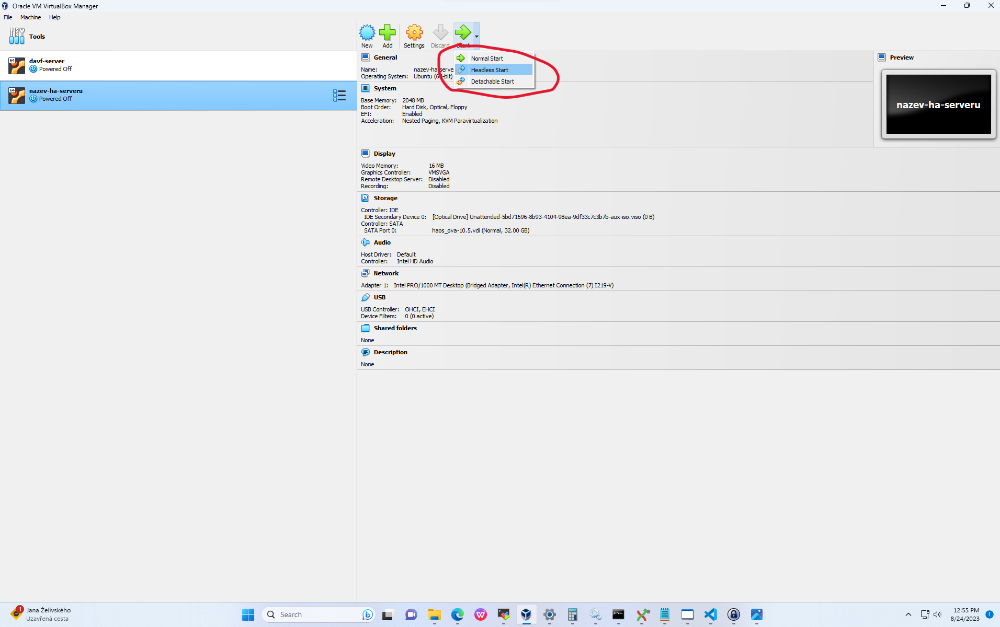 Oracle VM VirtualBox Manager
File Machine Help
Tools
New Add Settings Discard Start
64 davf-server
Powered Off
64 nazev-ha-serveru
Powered Off
Normal Start
Headless Start
Detachable Start
General
Name: nazev-ha-serve
Operating System: Ubuntu (64-bit)
System
Base Memory: 2048 MB
Boot Order: Hard Disk, Optical, Floppy
EFI: Enabled
Acceleration: Nested Paging, KVM Paravirtualization
Preview
nazev-ha-serveru
Display
Video Memory: 16 MB
Graphics Controller: VMSVGA
Remote Desktop Server: Disabled
Recording: Disabled
Storage
Controller: IDE
IDE Secondary Device 0: [Optical Drive] Unattended-5bd71696-8b93-4104-98ea-9df33c7c3b7b-aux-iso.viso (0 B)
Controller: SATA
SATA Port 0: haos_ova-10.5.vdi (Normal, 32.00 GB)
Audio
Host Driver: Default
Controller: Intel HD Audio
Network
Adapter 1: Intel PRO/1000 MT Desktop (Bridged Adapter, Intel(R) Ethernet Connection (7) I219-V)
USB
USB Controller: OHCI, EHCI
Device Filters: 0 (0 active)
Shared folders
None
Description
None
1 Jana Želivského
Uzavřená cesta
Search
12:55 PM
8/24/2023
1